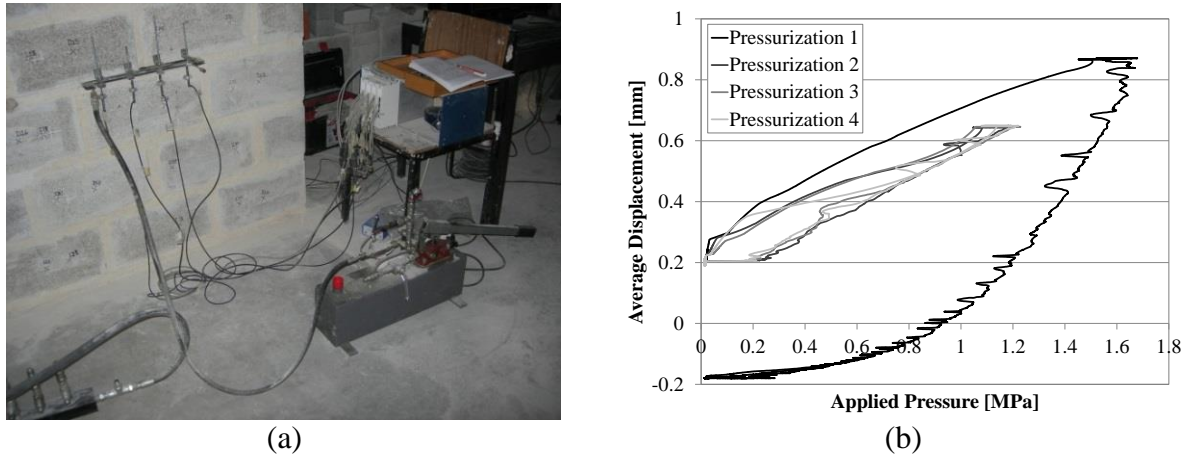 Pressurization 1
Pressurization 2
Pressurization 3
Pressurization 4
1
0.8
0.6
0.4
0.2
0
-0.2
0 0.2 0.4 0.6 0.8 1 1.2 1.4 1.6 1.8
Average Displacement [mm]
Applied Pressure [MPa]
(a)
(b)